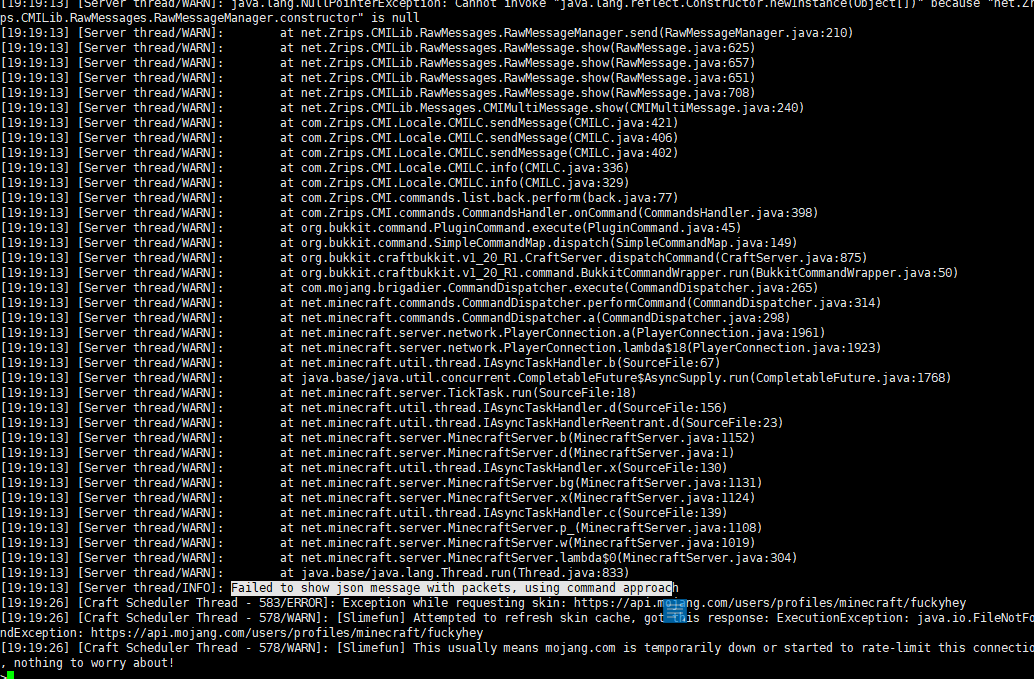 [19:19:13] [Server thread/WARN]: java.lang.NullPointerException: Cannot invoke "java.lang.reflect.Constructor.newInstance(Object[])" because "net.Zri
ps.CMILib.RawMessages.RawMessageManager.constructor" is null
[19:19:13] [Server thread/WARN]:        at net.Zrips.CMILib.RawMessages.RawMessageManager.send(RawMessageManager.java:210)
[19:19:13] [Server thread/WARN]:        at net.Zrips.CMILib.RawMessages.RawMessage.show(RawMessage.java:625)
[19:19:13] [Server thread/WARN]:        at net.Zrips.CMILib.RawMessages.RawMessage.show(RawMessage.java:657)
[19:19:13] [Server thread/WARN]:        at net.Zrips.CMILib.RawMessages.RawMessage.show(RawMessage.java:651)
[19:19:13] [Server thread/WARN]:        at net.Zrips.CMILib.RawMessages.RawMessage.show(RawMessage.java:708)
[19:19:13] [Server thread/WARN]:        at net.Zrips.CMILib.Messages.CMIMultiMessage.show(CMIMultiMessage.java:240)
[19:19:13] [Server thread/WARN]:        at com.Zrips.CMI.Locale.CMILC.sendMessage(CMILC.java:421)
[19:19:13] [Server thread/WARN]:        at com.Zrips.CMI.Locale.CMILC.sendMessage(CMILC.java:406)
[19:19:13] [Server thread/WARN]:        at com.Zrips.CMI.Locale.CMILC.sendMessage(CMILC.java:402)
[19:19:13] [Server thread/WARN]:        at com.Zrips.CMI.Locale.CMILC.info(CMILC.java:336)
[19:19:13] [Server thread/WARN]:        at com.Zrips.CMI.Locale.CMILC.info(CMILC.java:329)
[19:19:13] [Server thread/WARN]:        at com.Zrips.CMI.commands.list.back.perform(back.java:77)
[19:19:13] [Server thread/WARN]:        at com.Zrips.CMI.commands.CommandsHandler.onCommand(CommandsHandler.java:398)
[19:19:13] [Server thread/WARN]:        at org.bukkit.command.PluginCommand.execute(PluginCommand.java:45)
[19:19:13] [Server thread/WARN]:        at org.bukkit.command.SimpleCommandMap.dispatch(SimpleCommandMap.java:149)
[19:19:13] [Server thread/WARN]:        at org.bukkit.craftbukkit.v1_20_R1.CraftServer.dispatchCommand(CraftServer.java:875)
[19:19:13] [Server thread/WARN]:        at org.bukkit.craftbukkit.v1_20_R1.command.BukkitCommandWrapper.run(BukkitCommandWrapper.java:50)
[19:19:13] [Server thread/WARN]:        at com.mojang.brigadier.CommandDispatcher.execute(CommandDispatcher.java:265)
[19:19:13] [Server thread/WARN]:        at net.minecraft.commands.CommandDispatcher.performCommand(CommandDispatcher.java:314)
[19:19:13] [Server thread/WARN]:        at net.minecraft.commands.CommandDispatcher.a(CommandDispatcher.java:298)
[19:19:13] [Server thread/WARN]:        at net.minecraft.server.network.PlayerConnection.a(PlayerConnection.java:1961)
[19:19:13] [Server thread/WARN]:        at net.minecraft.server.network.PlayerConnection.lambda$18(PlayerConnection.java:1923)
[19:19:13] [Server thread/WARN]:        at net.minecraft.util.thread.IAsyncTaskHandler.b(SourceFile:67)
[19:19:13] [Server thread/WARN]:        at java.base/java.util.concurrent.CompletableFuture$AsyncSupply.run(CompletableFuture.java:1768)
[19:19:13] [Server thread/WARN]:        at net.minecraft.server.TickTask.run(SourceFile:18)
[19:19:13] [Server thread/WARN]:        at net.minecraft.util.thread.IAsyncTaskHandler.d(SourceFile:156)
[19:19:13] [Server thread/WARN]:        at net.minecraft.util.thread.IAsyncTaskHandlerReentrant.d(SourceFile:23)
[19:19:13] [Server thread/WARN]:        at net.minecraft.server.MinecraftServer.b(MinecraftServer.java:1152)
[19:19:13] [Server thread/WARN]:        at net.minecraft.server.MinecraftServer.d(MinecraftServer.java:1)
[19:19:13] [Server thread/WARN]:        at net.minecraft.util.thread.IAsyncTaskHandler.x(SourceFile:130)
[19:19:13] [Server thread/WARN]:        at net.minecraft.server.MinecraftServer.bg(MinecraftServer.java:1131)
[19:19:13] [Server thread/WARN]:        at net.minecraft.server.MinecraftServer.x(MinecraftServer.java:1124)
[19:19:13] [Server thread/WARN]:        at net.minecraft.util.thread.IAsyncTaskHandler.c(SourceFile:139)
[19:19:13] [Server thread/WARN]:        at net.minecraft.server.MinecraftServer.p_(MinecraftServer.java:1108)
[19:19:13] [Server thread/WARN]:        at net.minecraft.server.MinecraftServer.w(MinecraftServer.java:1019)
[19:19:13] [Server thread/WARN]:        at net.minecraft.server.MinecraftServer.lambda$0(MinecraftServer.java:304)
[19:19:13] [Server thread/WARN]:        at java.base/java.lang.Thread.run(Thread.java:833)
[19:19:13] [Server thread/INFO]: Failed to show json message with packets, using command approach
[19:19:26] [Craft Scheduler Thread - 583/ERROR]: Exception while requesting skin: https://api.mojang.com/users/profiles/minecraft/fuckyhey
[19:19:26] [Craft Scheduler Thread - 578/WARN]: [Slimefun] Attempted to refresh skin cache, got this response: ExecutionException: java.io.FileNotFou
ndException: https://api.mojang.com/users/profiles/minecraft/fuckyhey
[19:19:26] [Craft Scheduler Thread - 578/WARN]: [Slimefun] This usually means mojang.com is temporarily down or started to rate-limit this connection
, nothing to worry about!
>